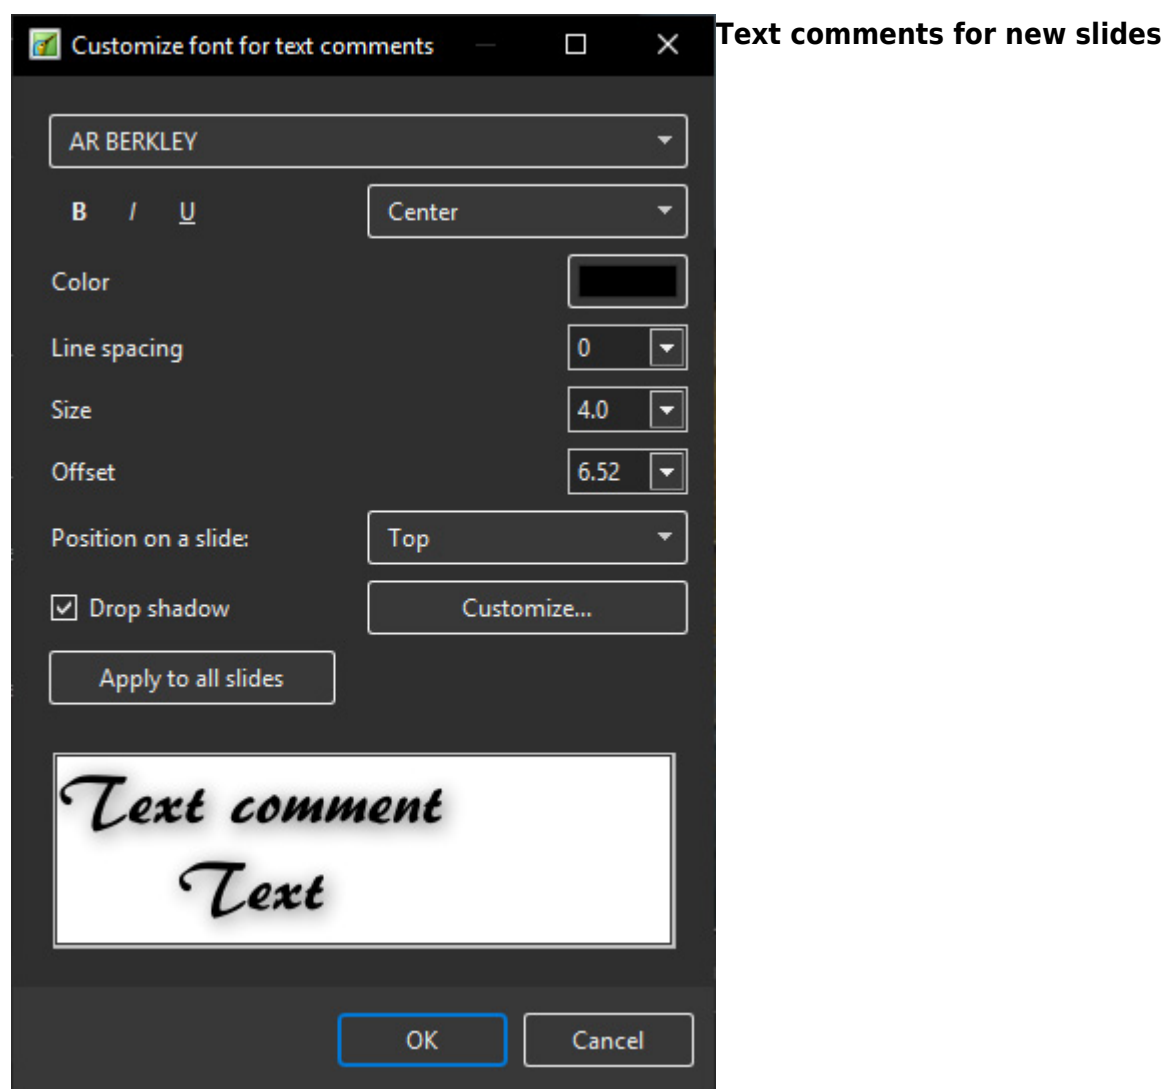 Customize font for text comments
Text comments for new slides
AR BERKLEY
B I U Center
Color
Line spacing 0
Size 4.0
Offset 6.52
Position on a slide: Top
Drop shadow Customize...
Apply to all slides
Text comment
Text
OK Cancel